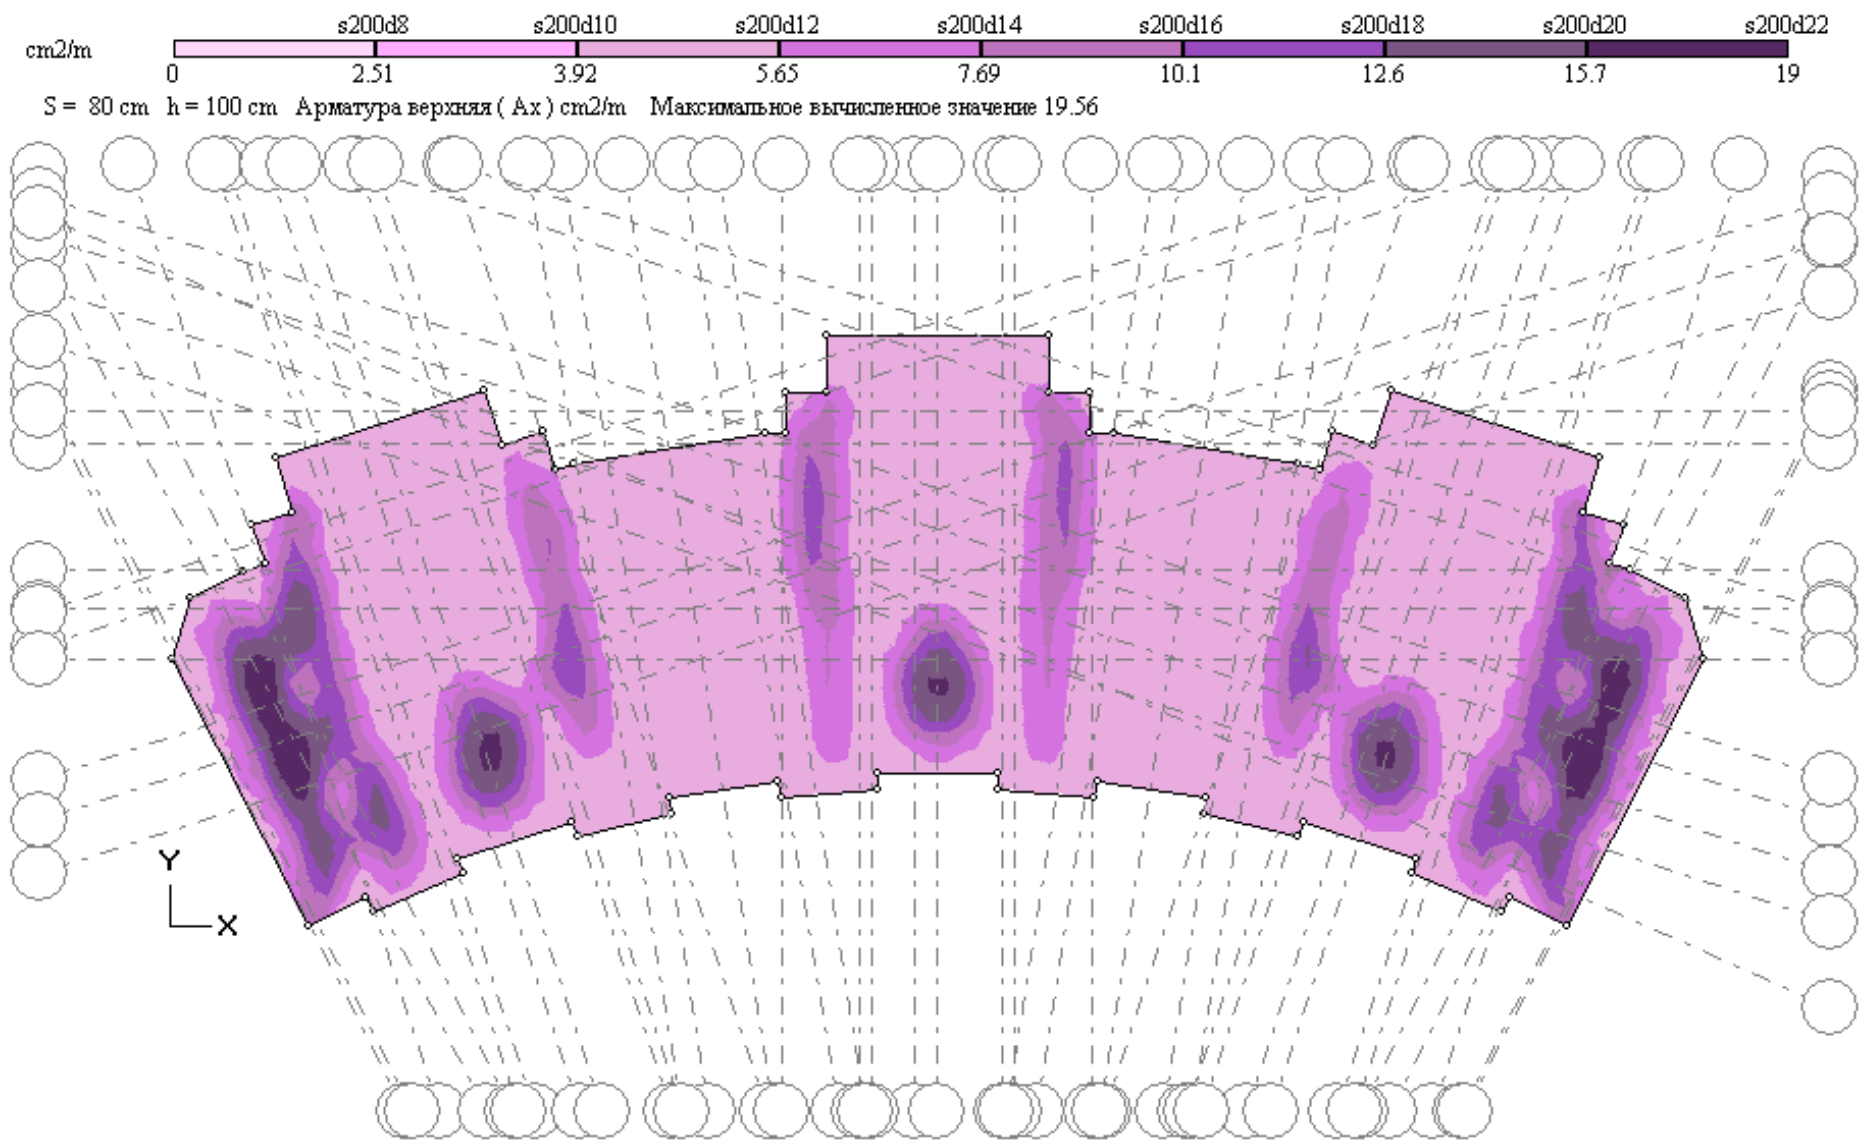 s200d8 s200d10 s200d12 s200d14 s200d16 s200d18 s200d20 s200d22
cm2/m
0 2.51 3.92 5.65 7.69 10.1 12.6 15.7 19
S = 80 cm h = 100 cm Арматура верхняя ( Ax ) cm2/m Максимальное вычисленное значение 19.56
Y
X